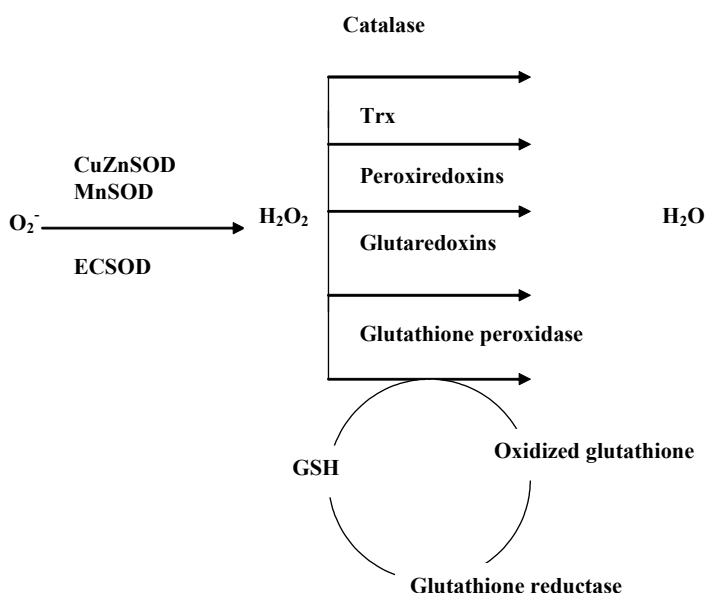 Catalase
Trx
CuZnSOD
MnSOD
Peroxiredoxins
O₂⁻
H₂O₂
H₂O
Glutaredoxins
ECSOD
Glutathione peroxidase
Oxidized glutathione
GSH
Glutathione reductase